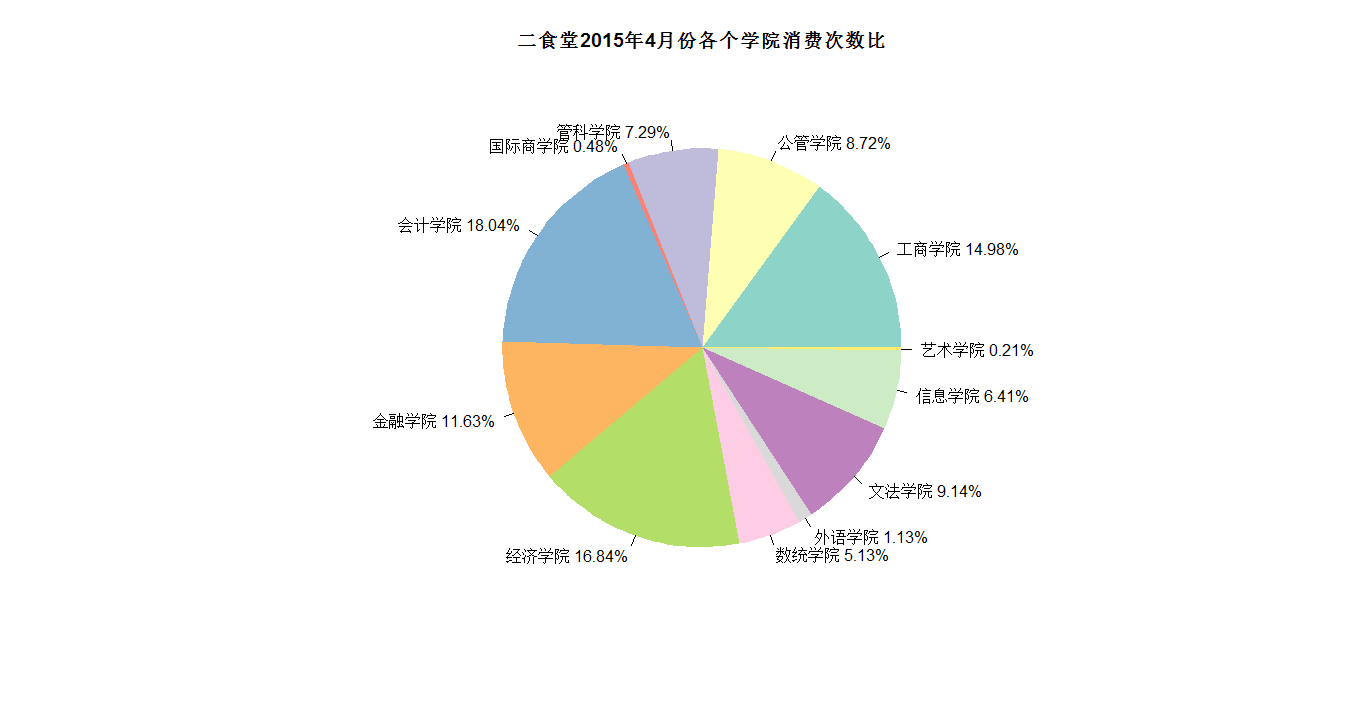 二食堂2015年4月份各个学院消费次数比
管科学院 7.29%
国际商学院 0.48%
公管学院 8.72%
会计学院 18.04%
工商学院 14.98%
艺术学院 0.21%
信息学院 6.41%
金融学院 11.63%
文法学院 9.14%
外语学院 1.13%
经济学院 16.84%
数统学院 5.13%